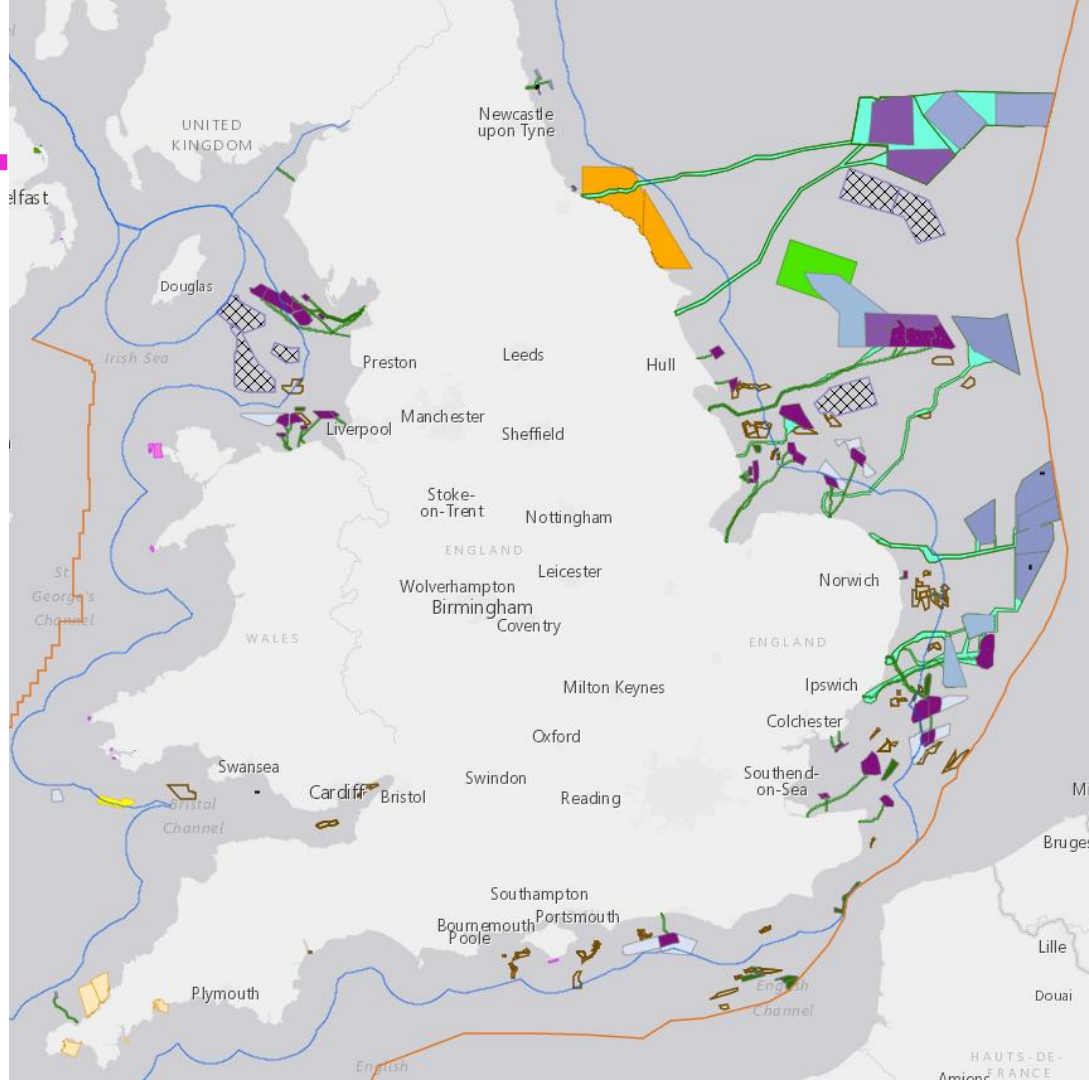 Newcastle
upon Tyne
UNITED
KINGDOM
elfast
Douglas
Irish Sea
Preston
Leeds
Hull
Manchester
Liverpool
Sheffield
Stoke-
on-Trent
Nottingham
ENGLAND
Leicester
Norwich
Wolverhampton
Birmingham
Coventry
St.
George's
Channel
WALES
ENGLAND
Milton Keynes
Ipswich
Colchester
Oxford
Swansea
Swindon
Southend-
on-Sea
Cardiff
Bristol
Reading
Bristol
Channel
Bruges
Southampton
Portsmouth
Bournemouth
Poole
Lille
Plymouth
English
Channel
Douai
English
HAUTS-DE-
FRANCE
Amiens